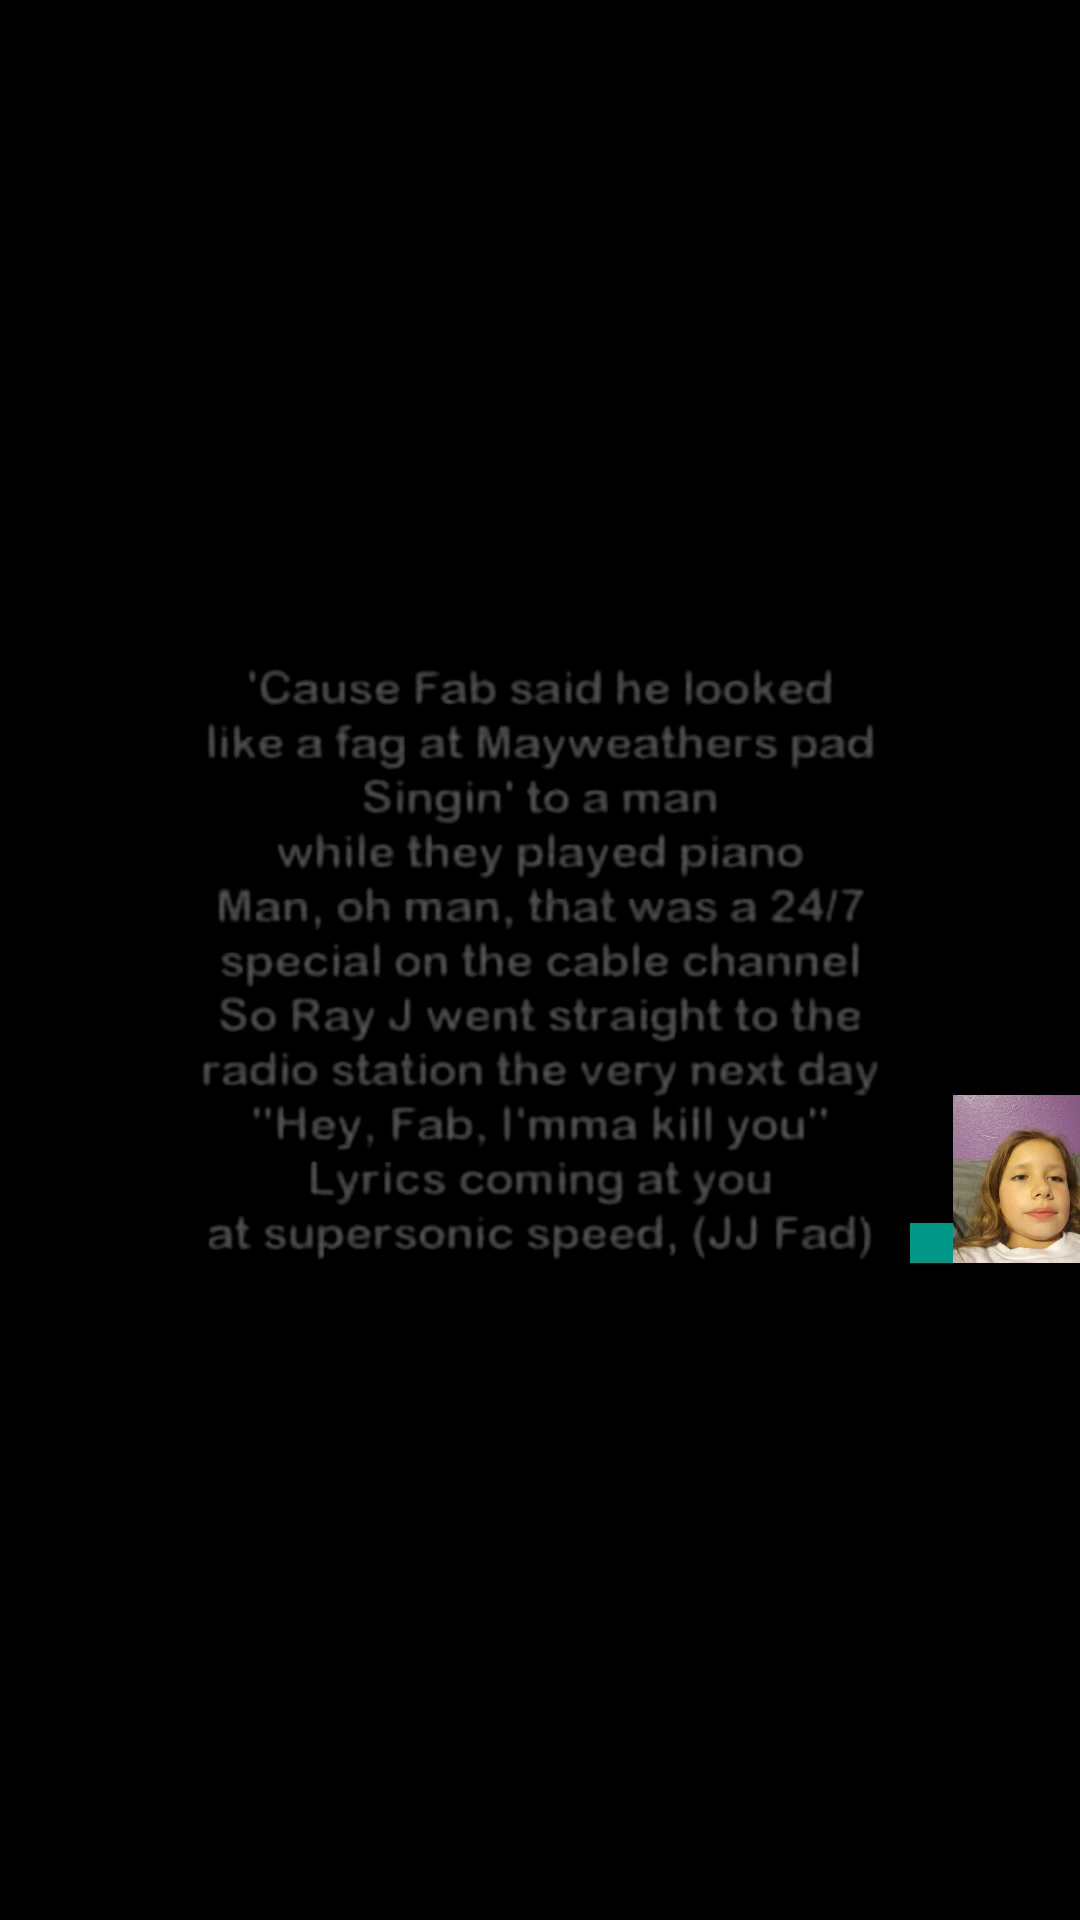 'Cause Fab said he looked
like a fag at Mayweathers pad
Singin' to a man
while they played piano
Man, oh man, that was a 24/7
special on the cable channel
So Ray J went straight to the
radio station the very next day
"Hey, Fab, I'mma kill you"
Lyrics coming at you
at supersonic speed, (JJ Fad)